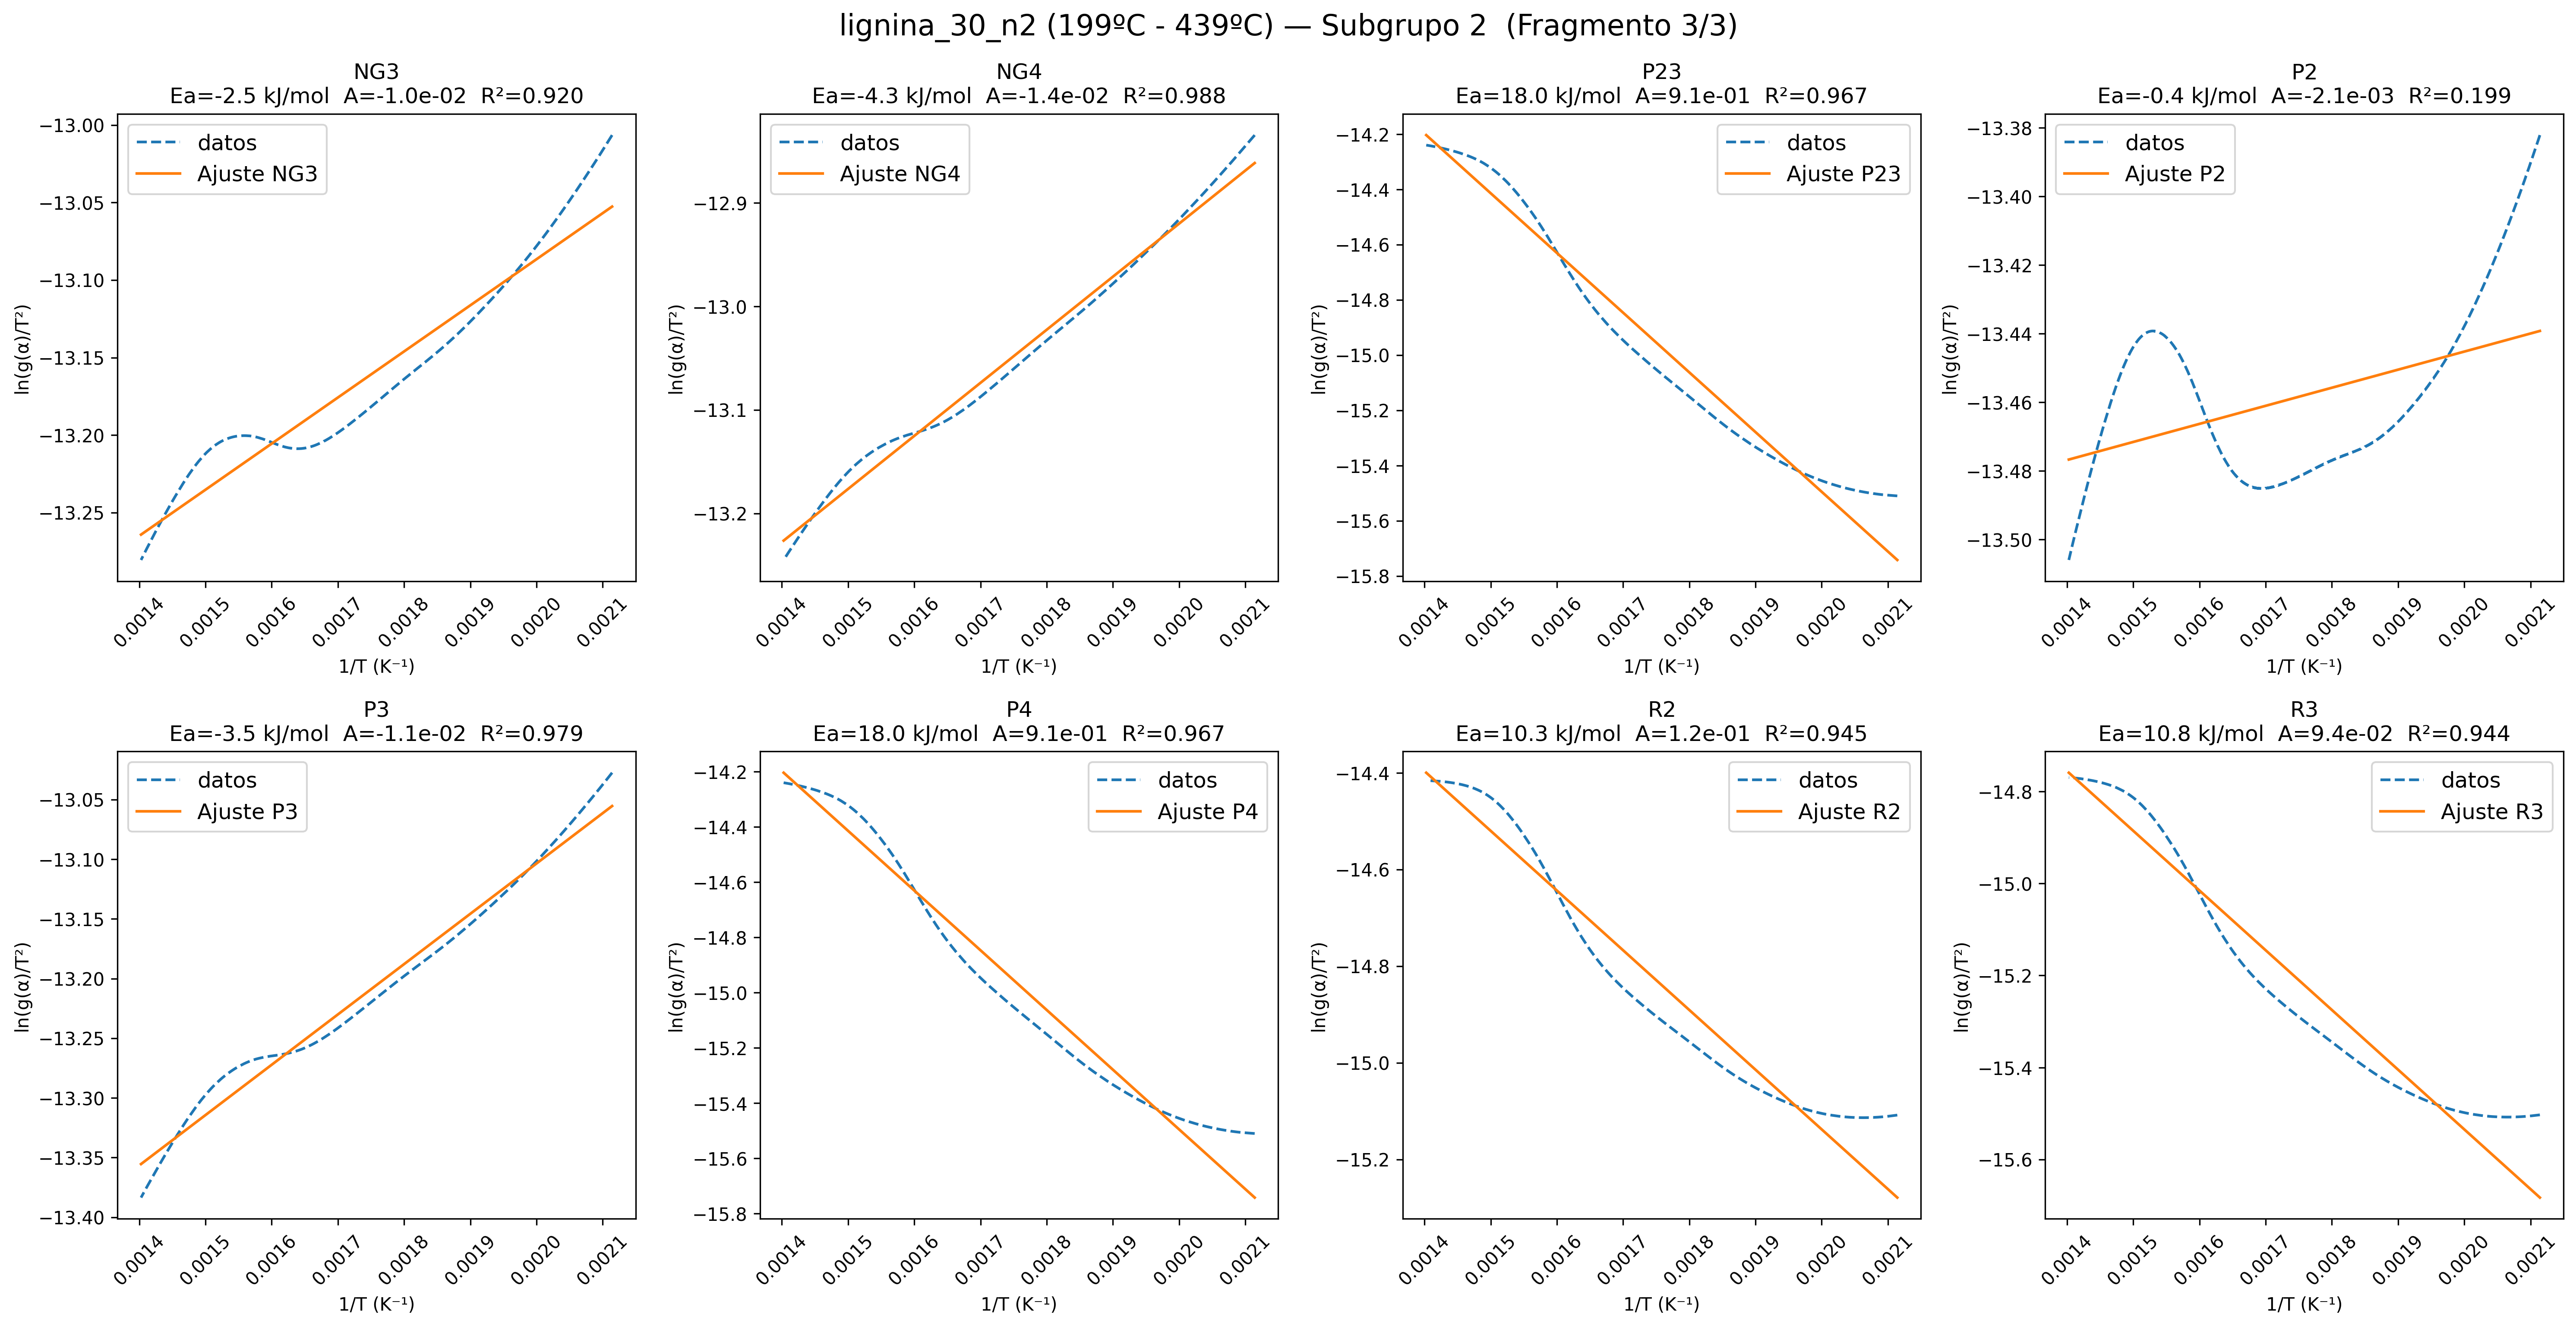 lignina_30_n2 (199ºC - 439ºC) — Subgrupo 2  (Fragmento 3/3)
NG3
Ea=-2.5 kJ/mol  A=-1.0e-02  R²=0.920
datos
Ajuste NG3
−13.00
−13.05
−13.10
−13.15
−13.20
−13.25
ln(g(α)/T²)
0.0014
0.0015
0.0016
0.0017
0.0018
0.0019
0.0020
0.0021
1/T (K⁻¹)
NG4
Ea=-4.3 kJ/mol  A=-1.4e-02  R²=0.988
datos
Ajuste NG4
−12.9
−13.0
−13.1
−13.2
ln(g(α)/T²)
0.0014
0.0015
0.0016
0.0017
0.0018
0.0019
0.0020
0.0021
1/T (K⁻¹)
P23
Ea=18.0 kJ/mol  A=9.1e-01  R²=0.967
datos
Ajuste P23
−14.2
−14.4
−14.6
−14.8
−15.0
−15.2
−15.4
−15.6
−15.8
ln(g(α)/T²)
0.0014
0.0015
0.0016
0.0017
0.0018
0.0019
0.0020
0.0021
1/T (K⁻¹)
P2
Ea=-0.4 kJ/mol  A=-2.1e-03  R²=0.199
datos
Ajuste P2
−13.38
−13.40
−13.42
−13.44
−13.46
−13.48
−13.50
ln(g(α)/T²)
0.0014
0.0015
0.0016
0.0017
0.0018
0.0019
0.0020
0.0021
1/T (K⁻¹)
P3
Ea=-3.5 kJ/mol  A=-1.1e-02  R²=0.979
datos
Ajuste P3
−13.05
−13.10
−13.15
−13.20
−13.25
−13.30
−13.35
−13.40
ln(g(α)/T²)
0.0014
0.0015
0.0016
0.0017
0.0018
0.0019
0.0020
0.0021
1/T (K⁻¹)
P4
Ea=18.0 kJ/mol  A=9.1e-01  R²=0.967
datos
Ajuste P4
−14.2
−14.4
−14.6
−14.8
−15.0
−15.2
−15.4
−15.6
−15.8
ln(g(α)/T²)
0.0014
0.0015
0.0016
0.0017
0.0018
0.0019
0.0020
0.0021
1/T (K⁻¹)
R2
Ea=10.3 kJ/mol  A=1.2e-01  R²=0.945
datos
Ajuste R2
−14.4
−14.6
−14.8
−15.0
−15.2
ln(g(α)/T²)
0.0014
0.0015
0.0016
0.0017
0.0018
0.0019
0.0020
0.0021
1/T (K⁻¹)
R3
Ea=10.8 kJ/mol  A=9.4e-02  R²=0.944
datos
Ajuste R3
−14.8
−15.0
−15.2
−15.4
−15.6
ln(g(α)/T²)
0.0014
0.0015
0.0016
0.0017
0.0018
0.0019
0.0020
0.0021
1/T (K⁻¹)